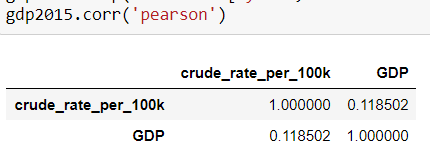 gdp2015.corr('pearson')
crude_rate_per_100k GDP
crude_rate_per_100k 1.000000 0.118502
GDP 0.118502 1.000000